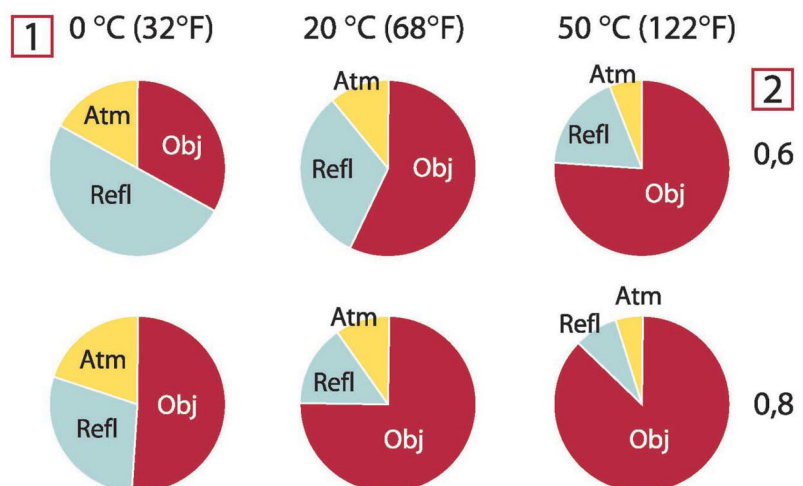 1 0 °C (32°F) 20 °C (68°F) 50 °C (122°F)
2
Atm Obj Refl
Atm Refl Obj
Atm Refl Obj
0,6
Atm Obj Refl
Atm Refl Obj
Atm Refl Obj
0,8